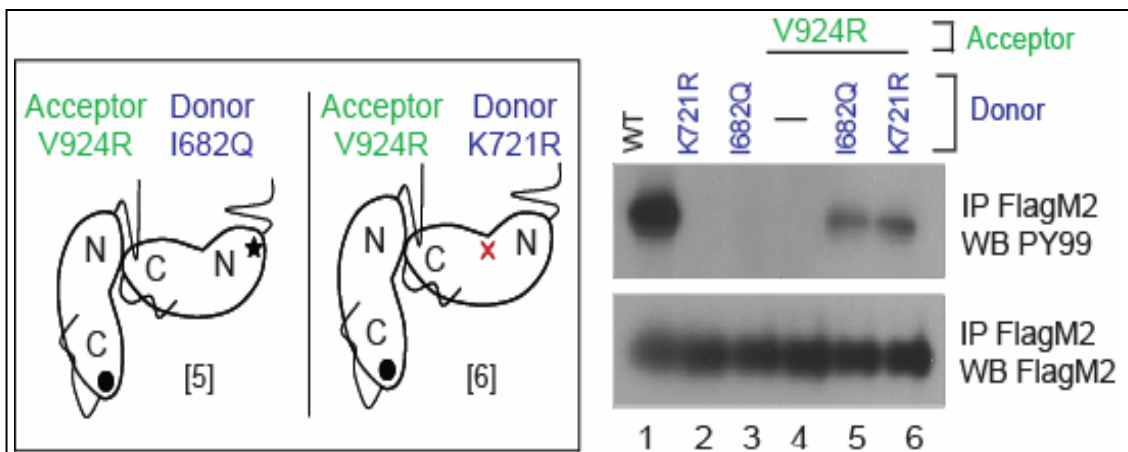 Acceptor Donor
V924R I682Q
N
C
N
C
[5]
Acceptor Donor
V924R K721R
N
C
N
x
C
[6]
V924R
Acceptor
WT
K721R
I682Q
—
I682Q
K721R
Donor
IP FlagM2
WB PY99
IP FlagM2
WB FlagM2
1 2 3 4 5 6